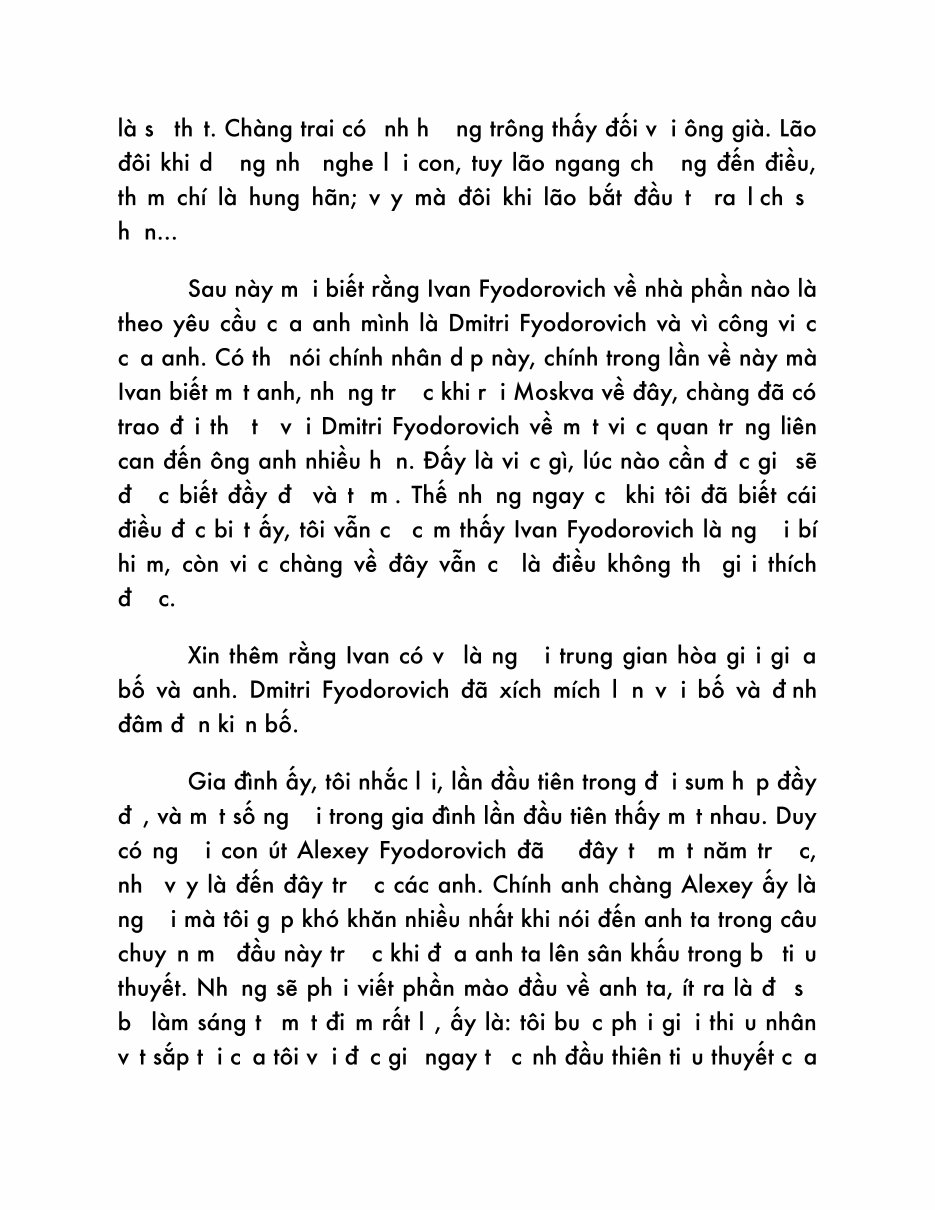 là s th t. Chàng trai có nh h ng trông thấy đối v i ông già. Lão
đôi khi d ng nh nghe l i con, tuy lão ngang ch ng đến điều,
th m chí là hung hãn; v y mà đôi khi lão bắt đầu t ra l ch s
h n...
Sau này m i biết rằng Ivan Fyodorovich về nhà phần nào là
theo yêu cầu c a anh mình là Dmitri Fyodorovich và vì công vi c
c a anh. Có th nói chính nhân d p này, chính trong lần về này mà
Ivan biết m t anh, nh ng tr c khi r i Moskva về đây, chàng đã có
trao đ i th t v i Dmitri Fyodorovich về m t vi c quan tr ng liên
can đến ông anh nhiều h n. Đấy là vi c gì, lúc nào cần đ c gi sẽ
đ c biết đầy đ và t m . Thế nh ng ngay c khi tôi đã biết cái
điều đ c bi t ấy, tôi vẫn c c m thấy Ivan Fyodorovich là ng i bí
hi m, còn vi c chàng về đây vẫn c là điều không th gi i thích
đ c.
Xin thêm rằng Ivan có v là ng i trung gian hòa gi i gi a
bố và anh. Dmitri Fyodorovich đã xích mích l n v i bố và đ nh
đâm đ n ki n bố.
Gia đình ấy, tôi nhắc l i, lần đầu tiên trong đ i sum h p đầy
đ , và m t số ng i trong gia đình lần đầu tiên thấy m t nhau. Duy
có ng i con út Alexey Fyodorovich đã đây t m t năm tr c,
nh v y là đến đây tr c các anh. Chính anh chàng Alexey ấy là
ng i mà tôi g p khó khăn nhiều nhất khi nói đến anh ta trong câu
chuy n m đầu này tr c khi đ a anh ta lên sân khấu trong b ti u
thuyết. Nh ng sẽ ph i viết phần mào đầu về anh ta, ít ra là đ s
b làm sáng t m t đi m rất l , ấy là: tôi bu c ph i gi i thi u nhân
v t sắp t i c a tôi v i đ c gi ngay t c nh đầu thiên ti u thuyết c a